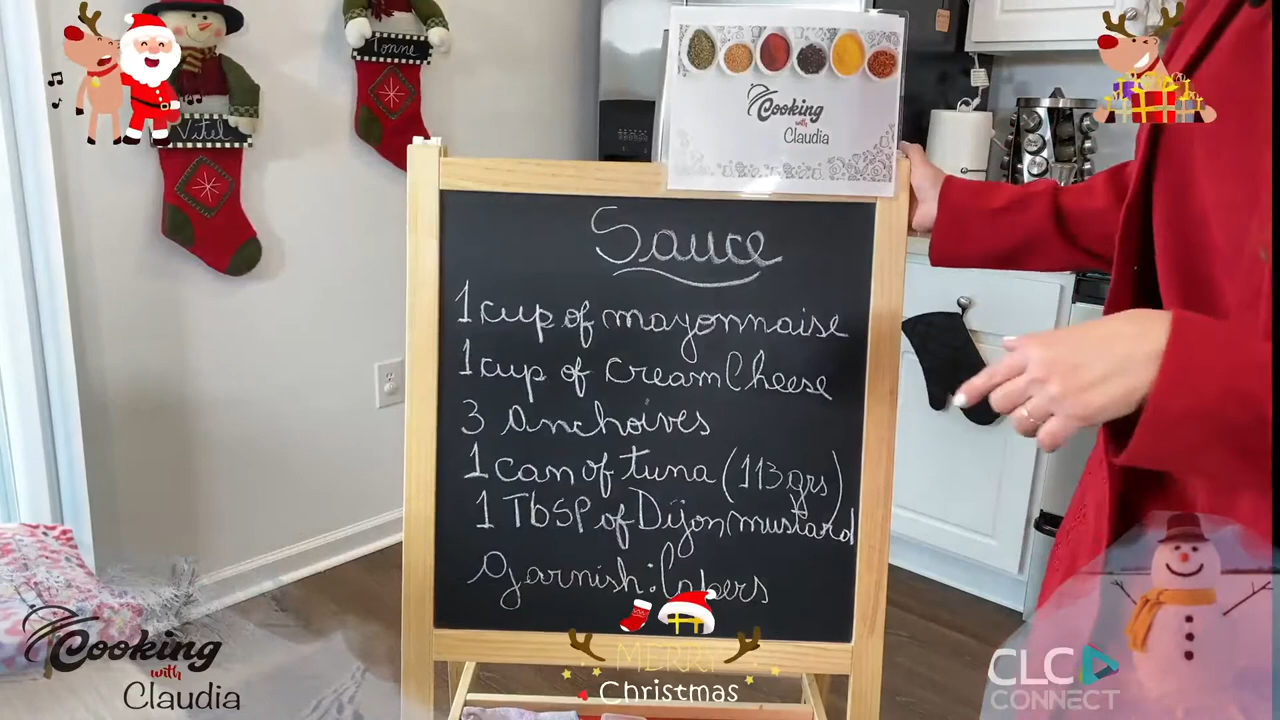 Tonne
Vitel
Cooking
with
Claudia
Sauce
1 cup of mayonnaise
1 cup of cream Cheese
3 Anchoives
1 can of tuna (113 grs)
1 TbSP of Dijon mustard
Garnish: Capers
MERRY
Christmas
Cooking
with
Claudia
CLC
CONNECT